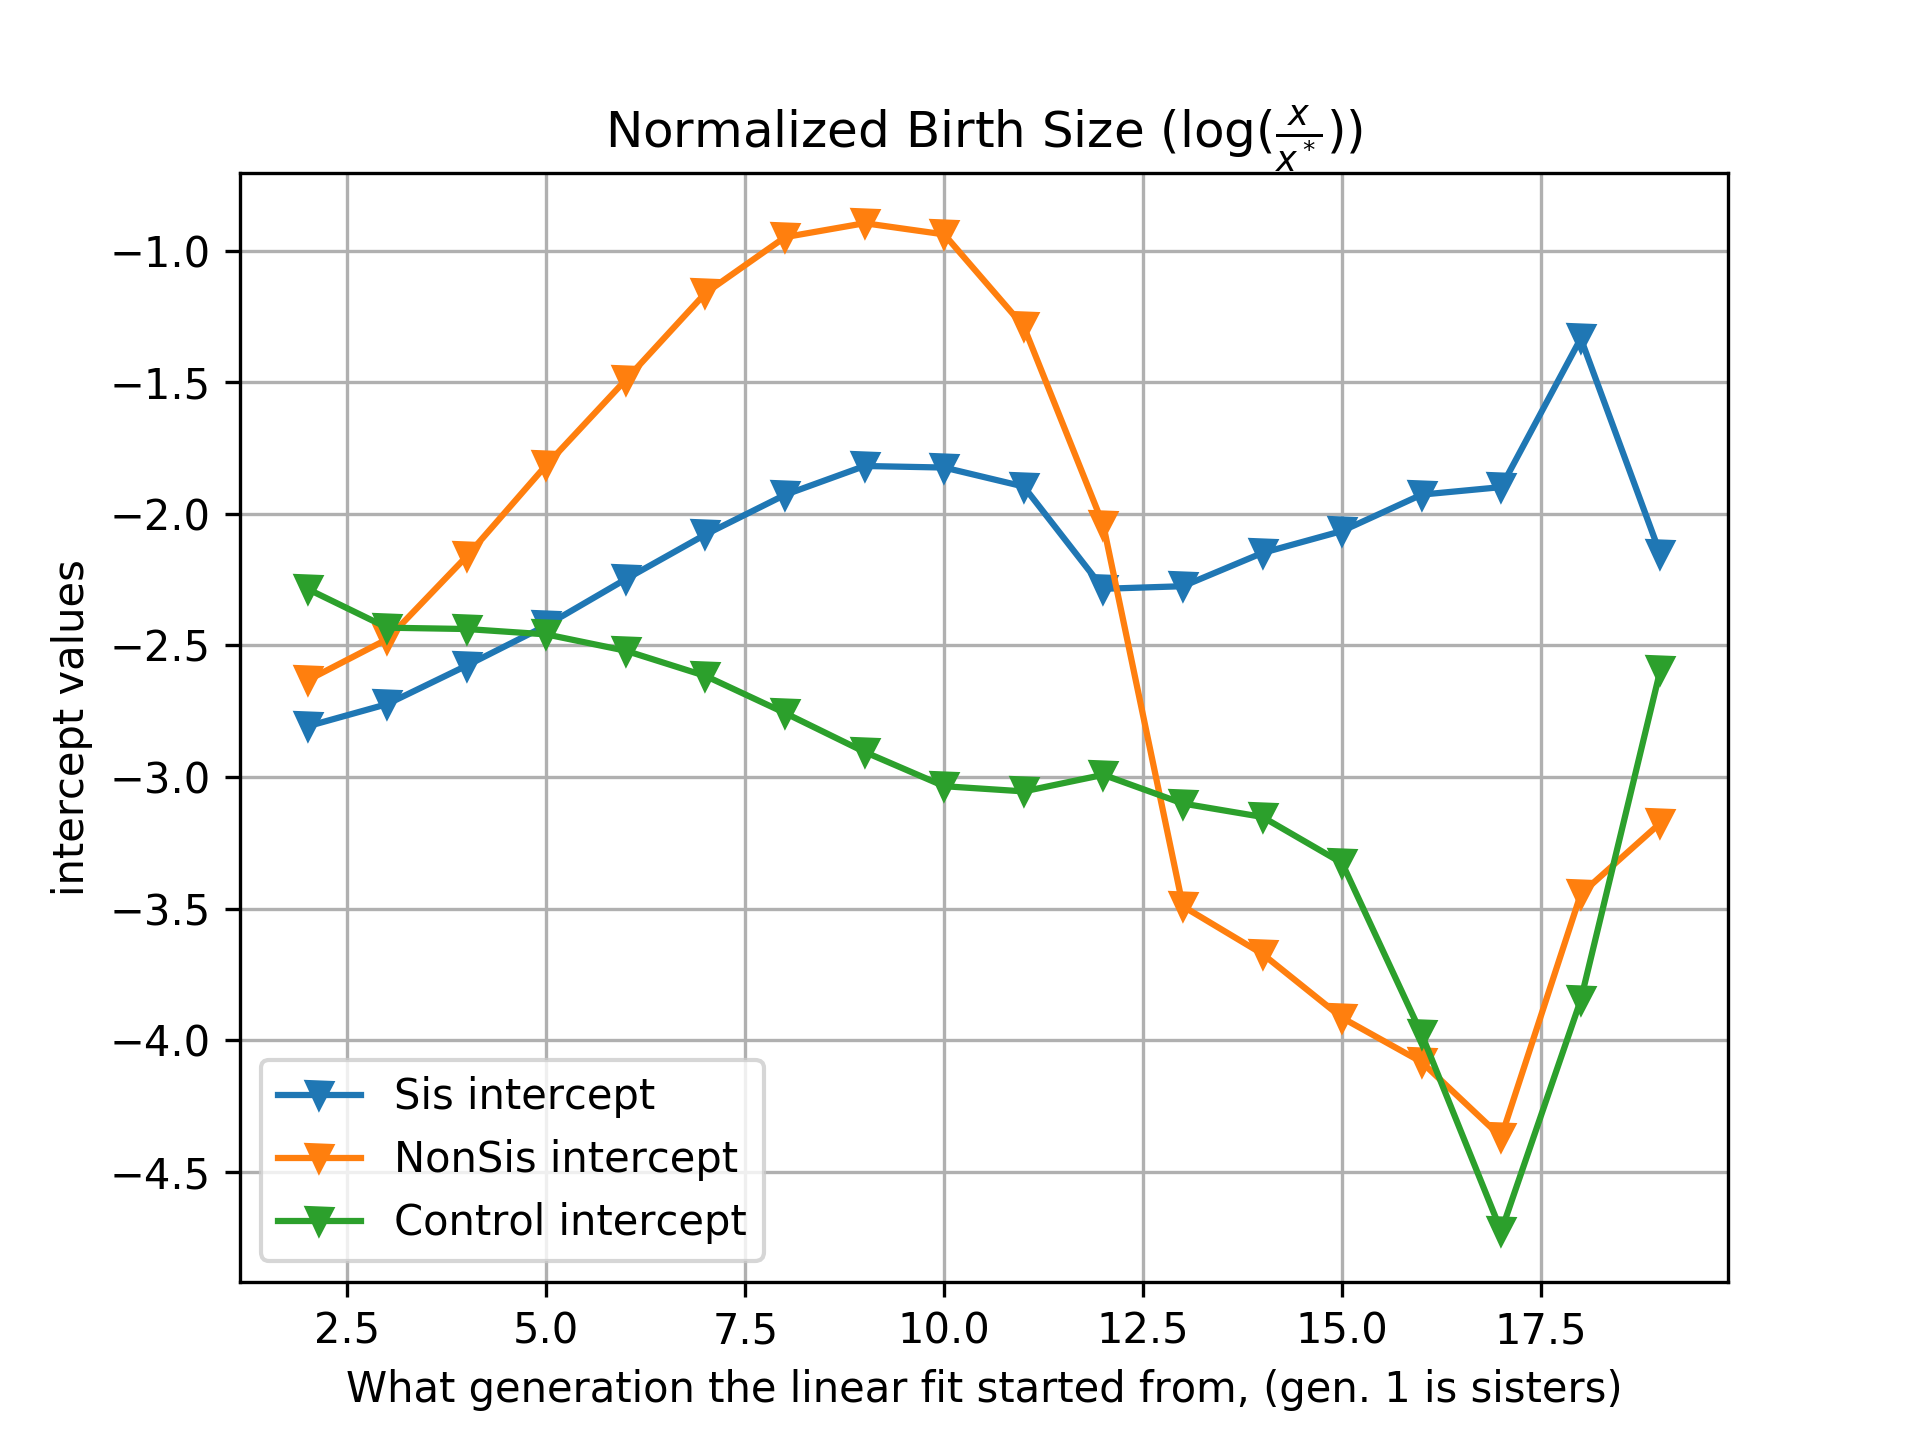 Normalized Birth Size (log(x/x*))
−1.0
−1.5
−2.0
−2.5
−3.0
−3.5
−4.0
−4.5
intercept values
Sis intercept
NonSis intercept
Control intercept
2.5 5.0 7.5 10.0 12.5 15.0 17.5
What generation the linear fit started from, (gen. 1 is sisters)